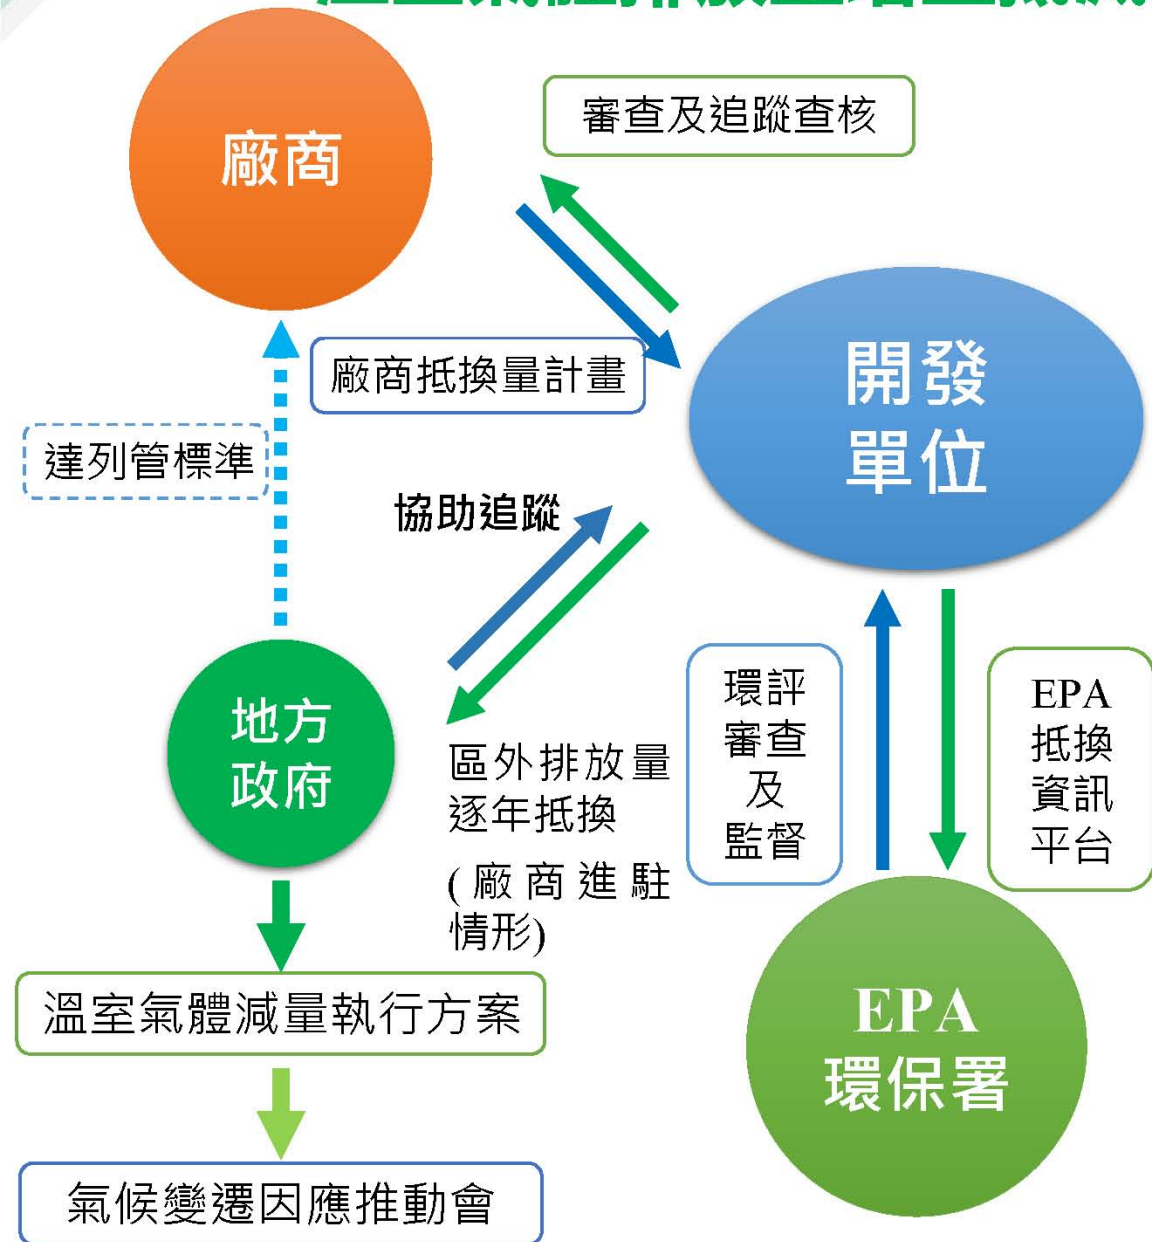 審查及追蹤查核
廠商
廠商抵換量計畫
開發
單位
達列管標準
協助追蹤
地方
政府
區外排放量
逐年抵換
(廠商進駐
情形)
環評
審查
及
監督
EPA
抵換
資訊
平台
溫室氣體減量執行方案
EPA
環保署
氣候變遷因應推動會